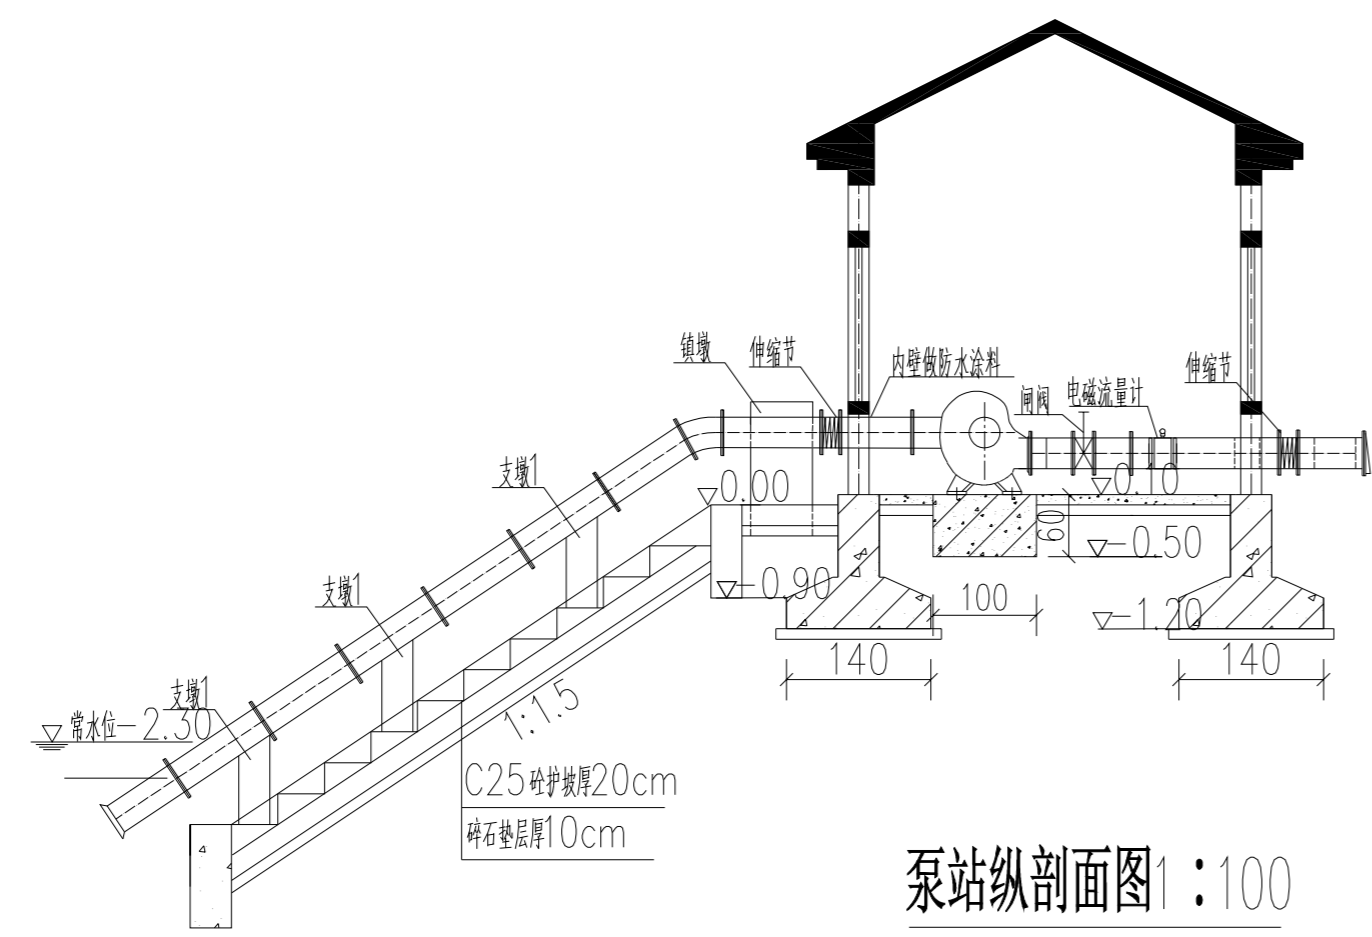 镇墩
伸缩节
内壁做防水涂料
闸阀
电磁流量计
伸缩节
支墩1
0.00
0.10
60
-0.50
-0.90
100
-1.20
支墩1
140
140
支墩1
常水位-2.30
1:1.5
C25砼护坡厚20cm
碎石垫层厚10cm
泵站纵剖面图1:100